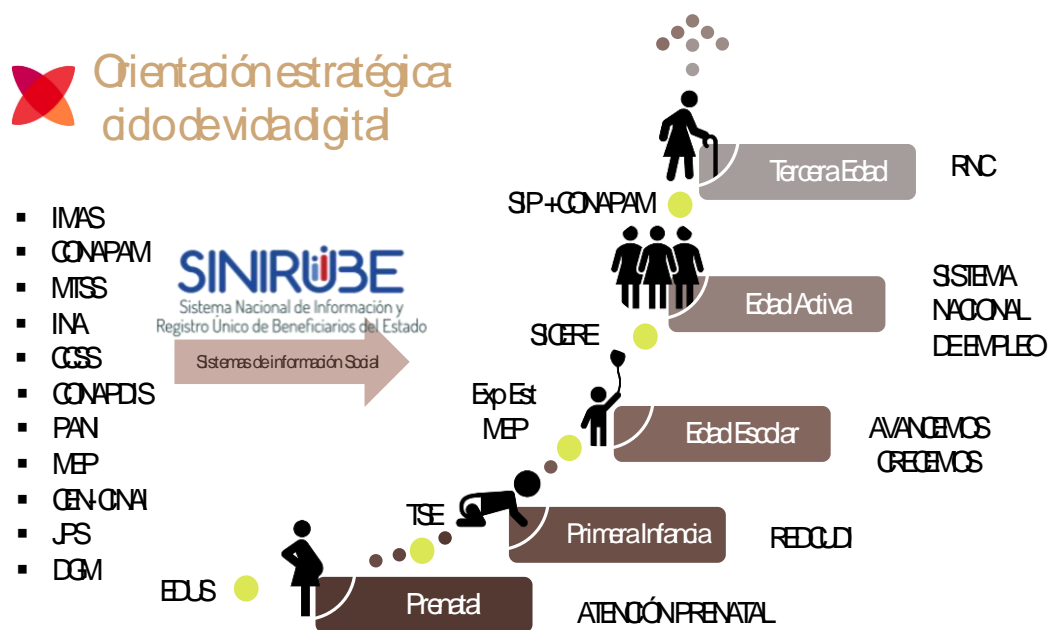 Orientación estratégica:
ciclo de vida digital
IMAS
CONAPAM
MTSS
INA
CCSS
CONAPDIS
PANI
MEP
CEN-CINAI
JPS
DGM
SINIRUBE
Sistema Nacional de Información y
Registro Único de Beneficiarios del Estado
Sistemas de información Social
Tercera Edad
RNC
SIP + CONAPAM
Edad Activa
SISTEMA
NACIONAL
DE EMPLEO
SICERE
Exp Est
MEP
Edad Escolar
AVANCEMOS
CRECEMOS
TSE
Primera Infancia
REDCUDI
EDUS
Prenatal
ATENCIÓN PRENATAL